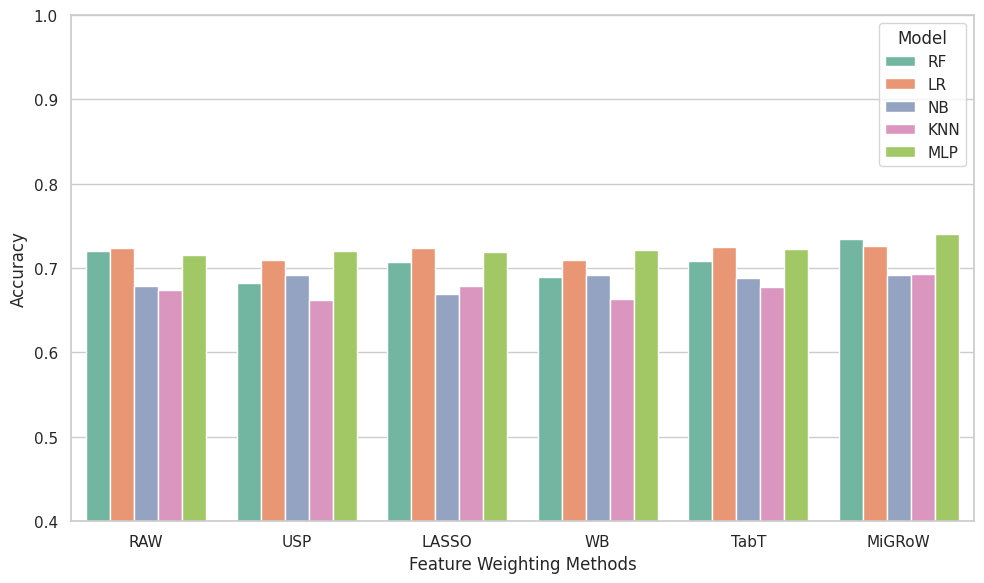 1.0
0.9
0.8
0.7
0.6
0.5
0.4
Accuracy
Model
RF
LR
NB
KNN
MLP
RAW USP LASSO WB TabT MiGRoW
Feature Weighting Methods